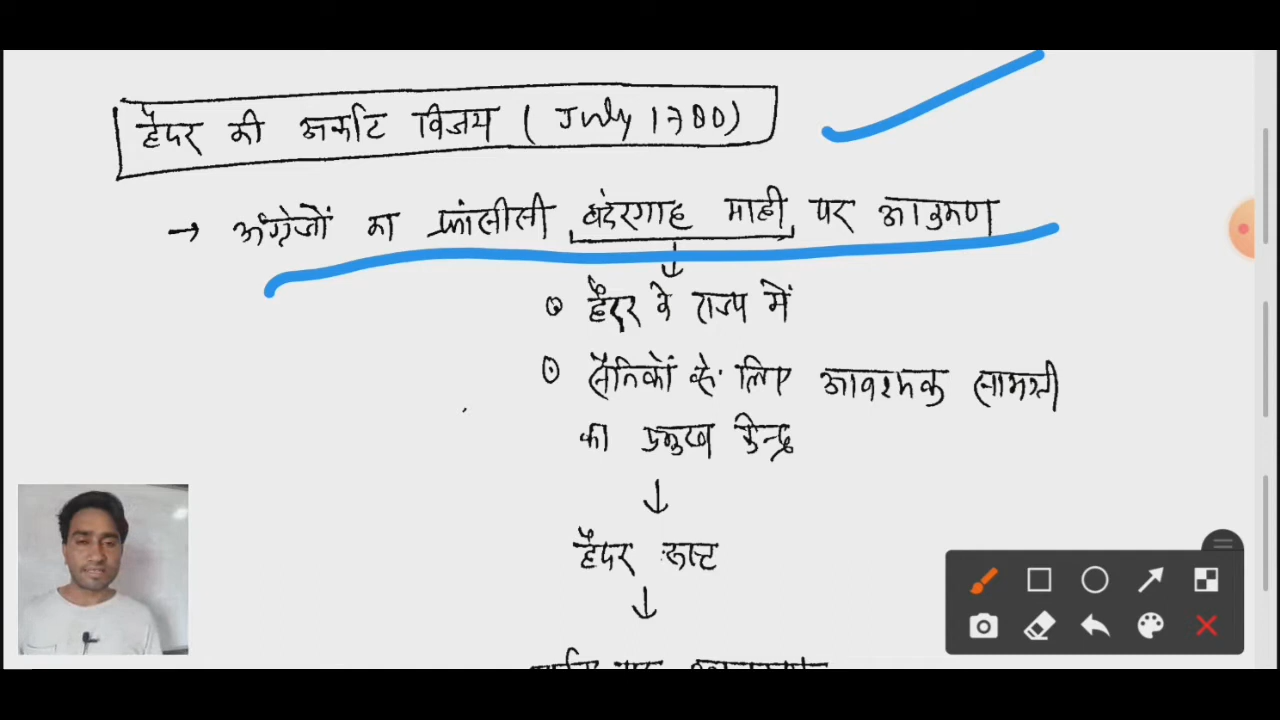 हैदर की अर्काट विजय ( July 1780)
→ अंग्रेजों का फ्रांसीसी बंदरगाह माही पर आक्रमण
↓
⊙ हैदर के राज्य में
⊙ सैनिकों के लिए आवश्यक सामग्री
का प्रमुख केन्द्र
↓
हैदर रूष्ट
↓